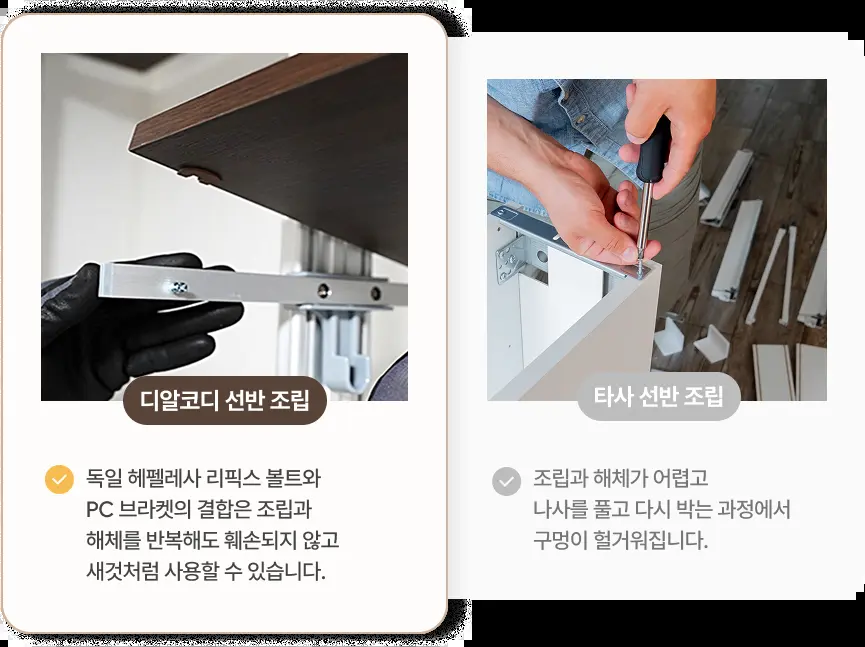 디알코디 선반 조립
독일 헤펠레사 리픽스 볼트와
PC 브라켓의 결합은 조립과
해체를 반복해도 훼손되지 않고
새것처럼 사용할 수 있습니다.
타사 선반 조립
조립과 해체가 어렵고
나사를 풀고 다시 박는 과정에서
구멍이 헐거워집니다.